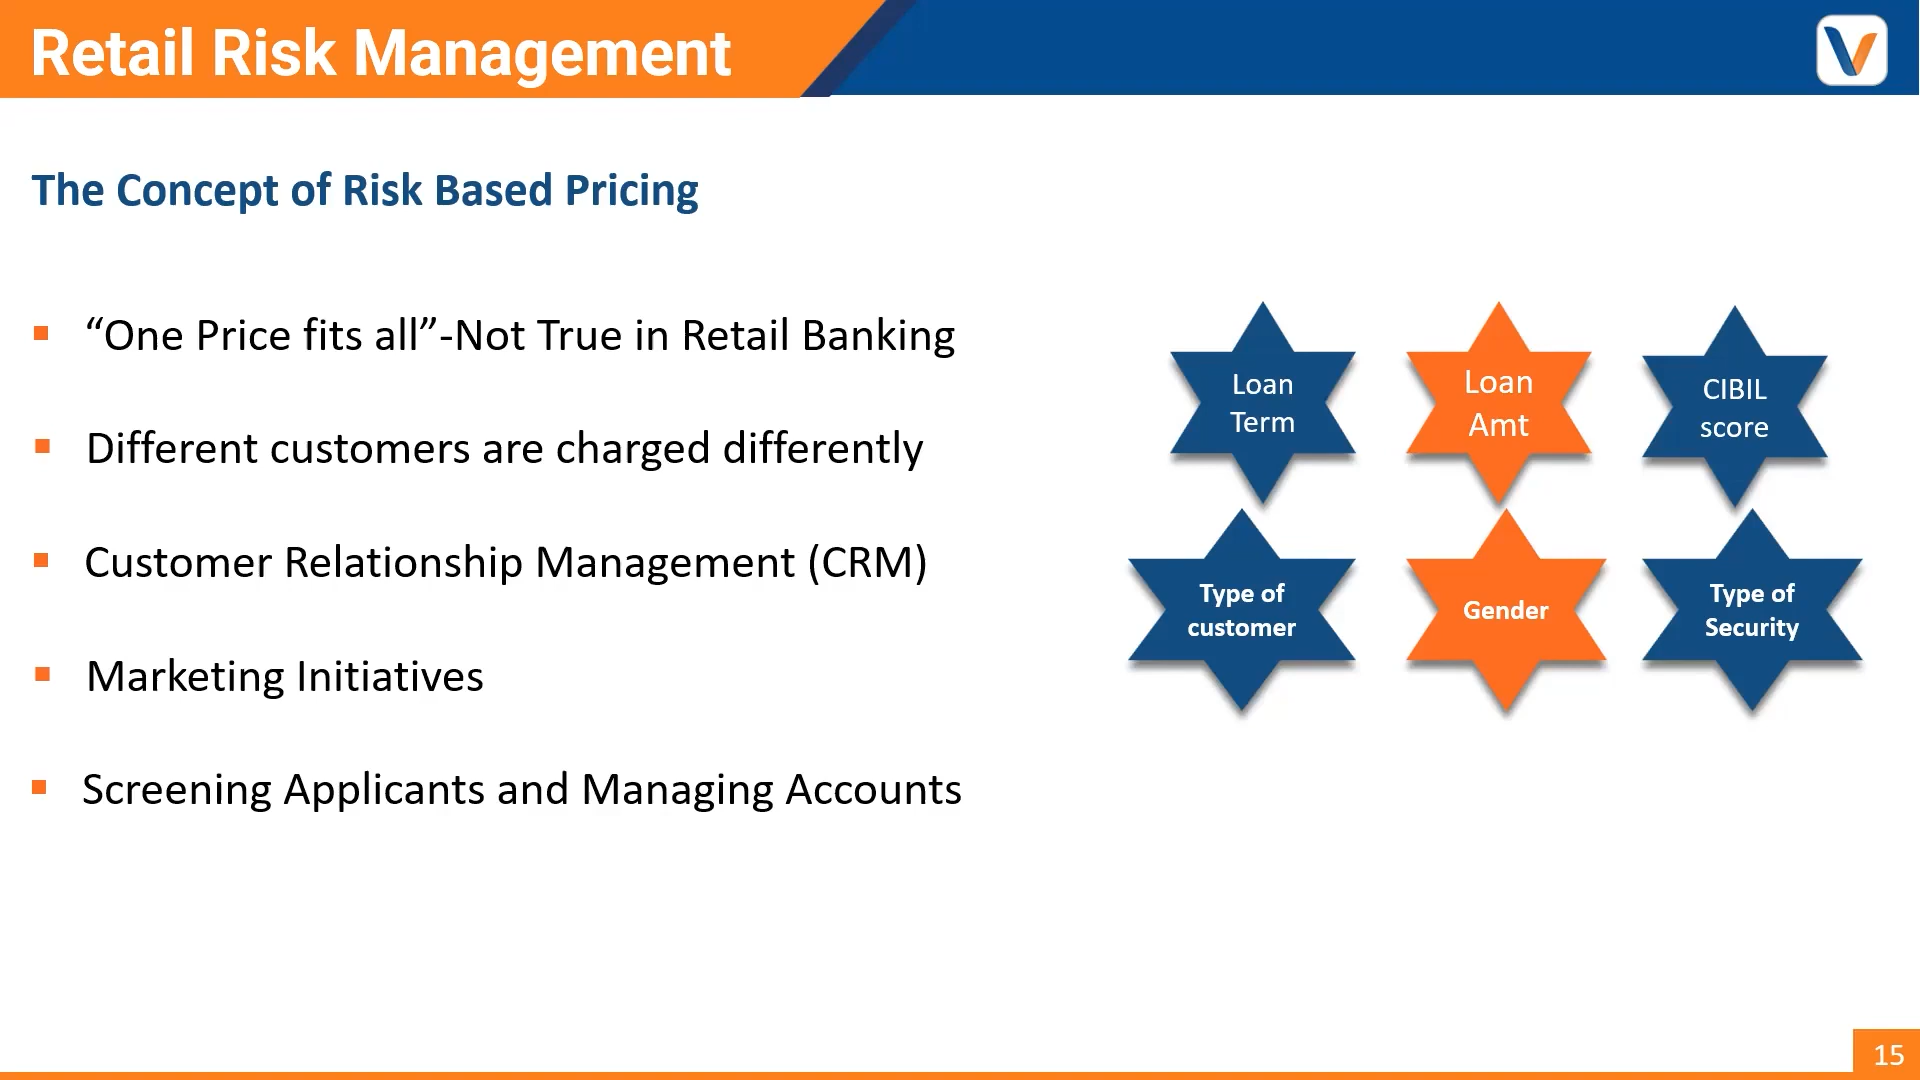 Retail Risk Management
The Concept of Risk Based Pricing
“One Price fits all”-Not True in Retail Banking
Different customers are charged differently
Customer Relationship Management (CRM)
Marketing Initiatives
Screening Applicants and Managing Accounts
Loan
Term
Loan
Amt
CIBIL
score
Type of
customer
Gender
Type of
Security
15